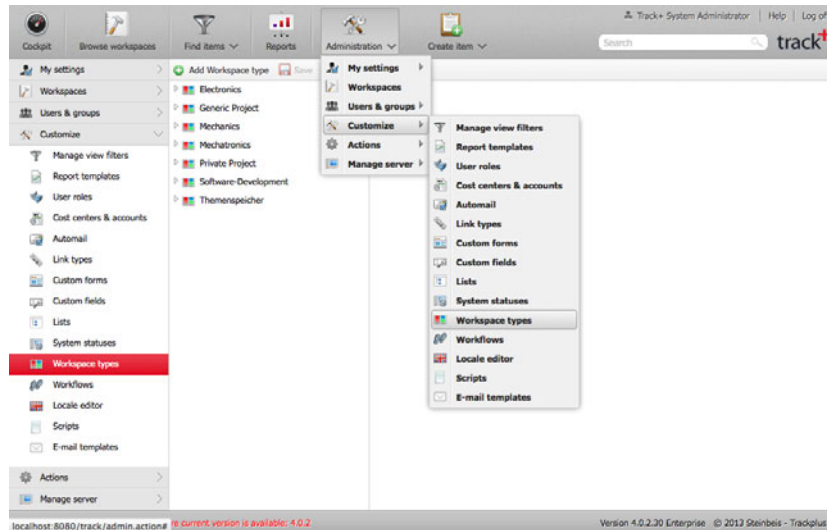 Track+ System Administrator | Help | Log of
Cockpit
Browse workspaces
Find items
Reports
Administration
Create item
Search
track+
My settings
Workspaces
Users & groups
Customize
Manage view filters
Report templates
User roles
Cost centers & accounts
Automail
Link types
Custom forms
Custom fields
Lists
System statuses
Workspace types
Workflows
Locale editor
Scripts
E-mail templates
Actions
Manage server
Add Workspace type Save
Electronics
Generic Project
Mechanics
Mechatronics
Private Project
Software-Development
Themenspeicher
My settings
Workspaces
Users & groups
Customize
Actions
Manage server
Manage view filters
Report templates
User roles
Cost centers & accounts
Automail
Link types
Custom forms
Custom fields
Lists
System statuses
Workspace types
Workflows
Locale editor
Scripts
E-mail templates
localhost:8080/track/admin.action# re current version is available: 4.0.2
Version 4.0.2.30 Enterprise © 2013 Steinbeis - Trackplus